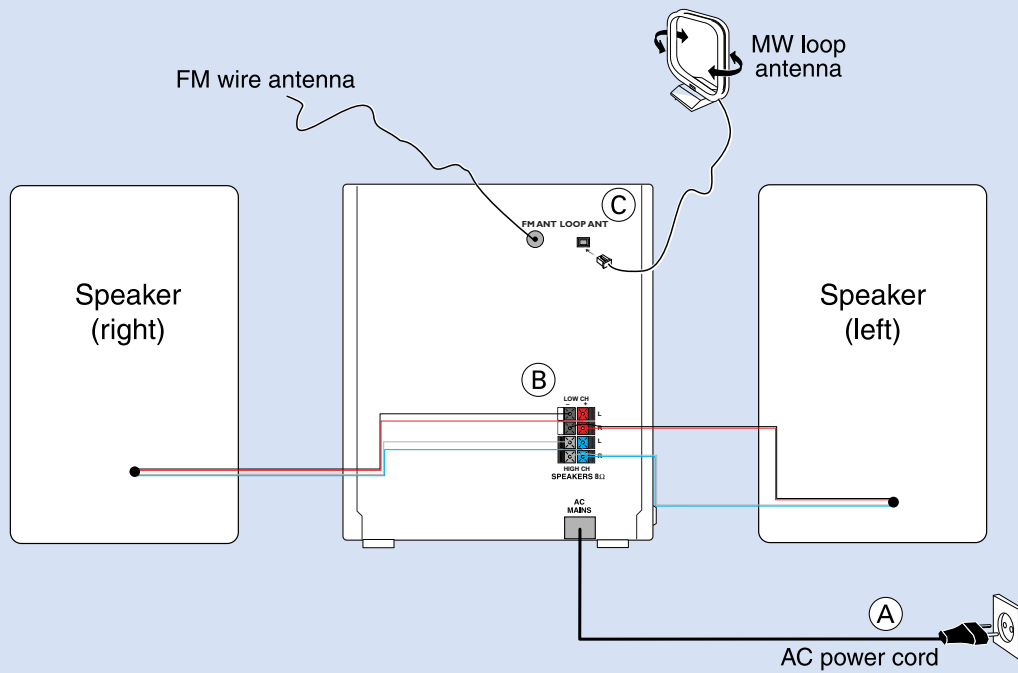 MW loop
antenna
FM wire antenna
C
FM ANT LOOP ANT
Speaker
(right)
Speaker
(left)
B
LOW CH
– +
L
R
L
R
HIGH CH
SPEAKERS 8Ω
AC
MAINS
A
AC power cord